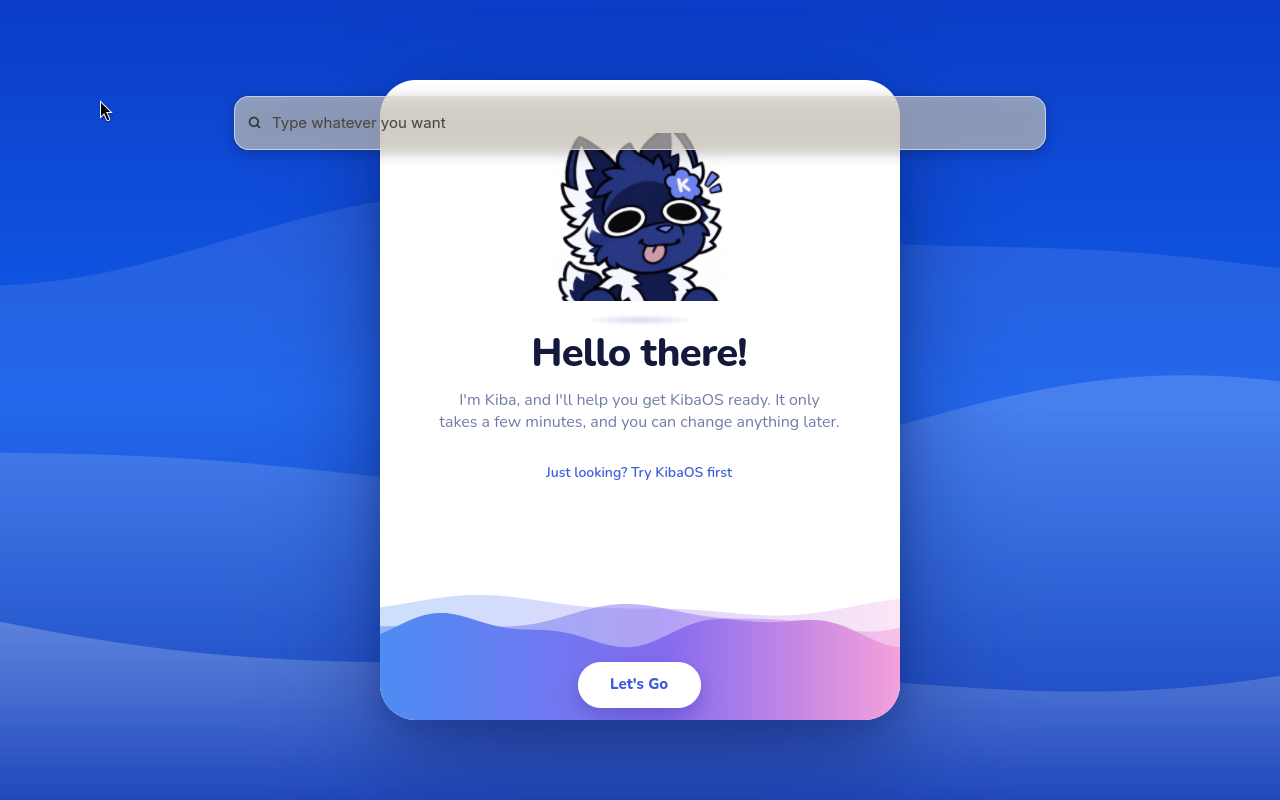 Type whatever you want
K
Hello there!
I'm Kiba, and I'll help you get KibaOS ready. It only
takes a few minutes, and you can change anything later.
Just looking? Try KibaOS first
Let's Go